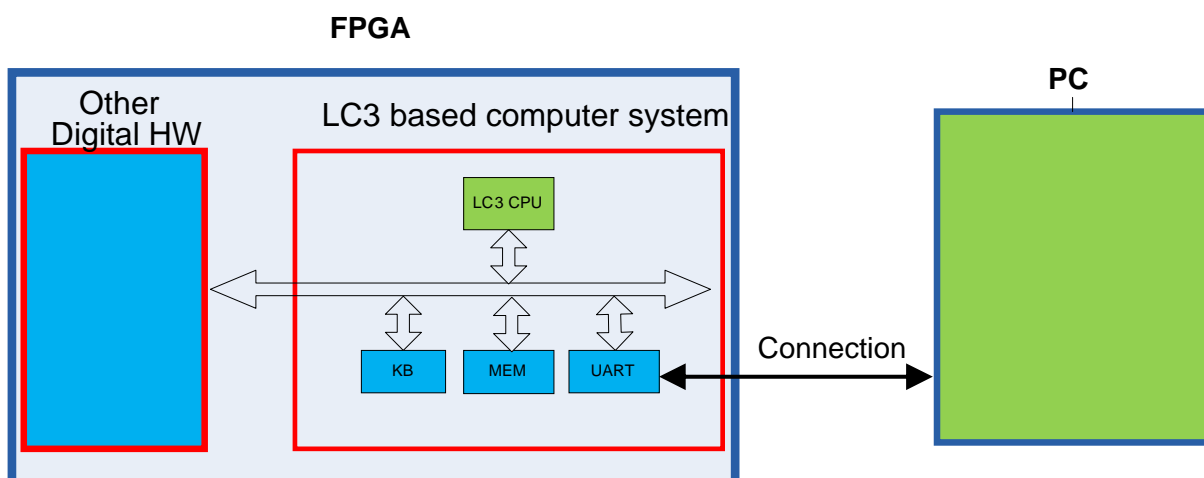 FPGA
PC
Other
Digital HW
LC3 based computer system
LC3 CPU
KB
MEM
UART
Connection